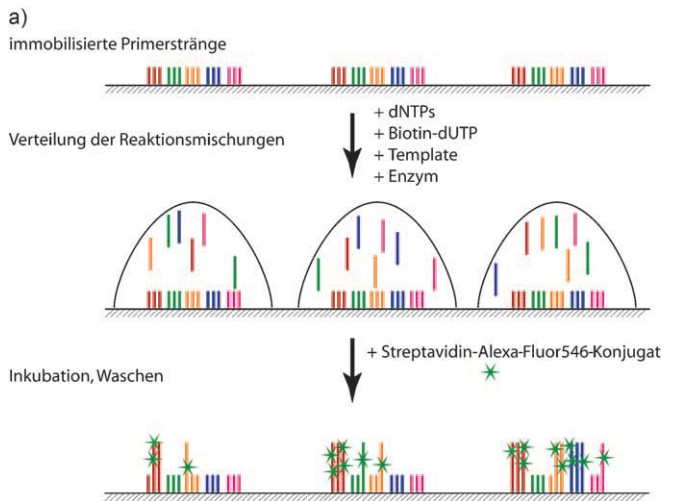 a)
immobilisierte Primerstränge
+ dNTPs
+ Biotin-dUTP
+ Template
+ Enzym
Verteilung der Reaktionsmischungen
+ Streptavidin-Alexa-Fluor546-Konjugat
Inkubation, Waschen